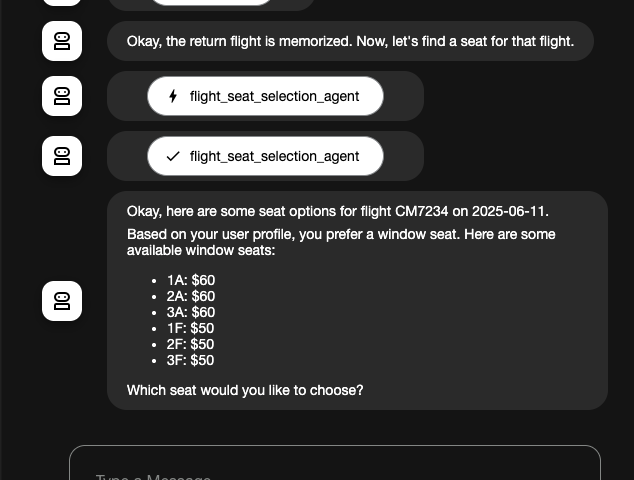 Okay, the return flight is memorized. Now, let's find a seat for that flight.
flight_seat_selection_agent
flight_seat_selection_agent
Okay, here are some seat options for flight CM7234 on 2025-06-11.
Based on your user profile, you prefer a window seat. Here are some
available window seats:
• 1A: $60
• 2A: $60
• 3A: $60
• 1F: $50
• 2F: $50
• 3F: $50
Which seat would you like to choose?
Type a Message